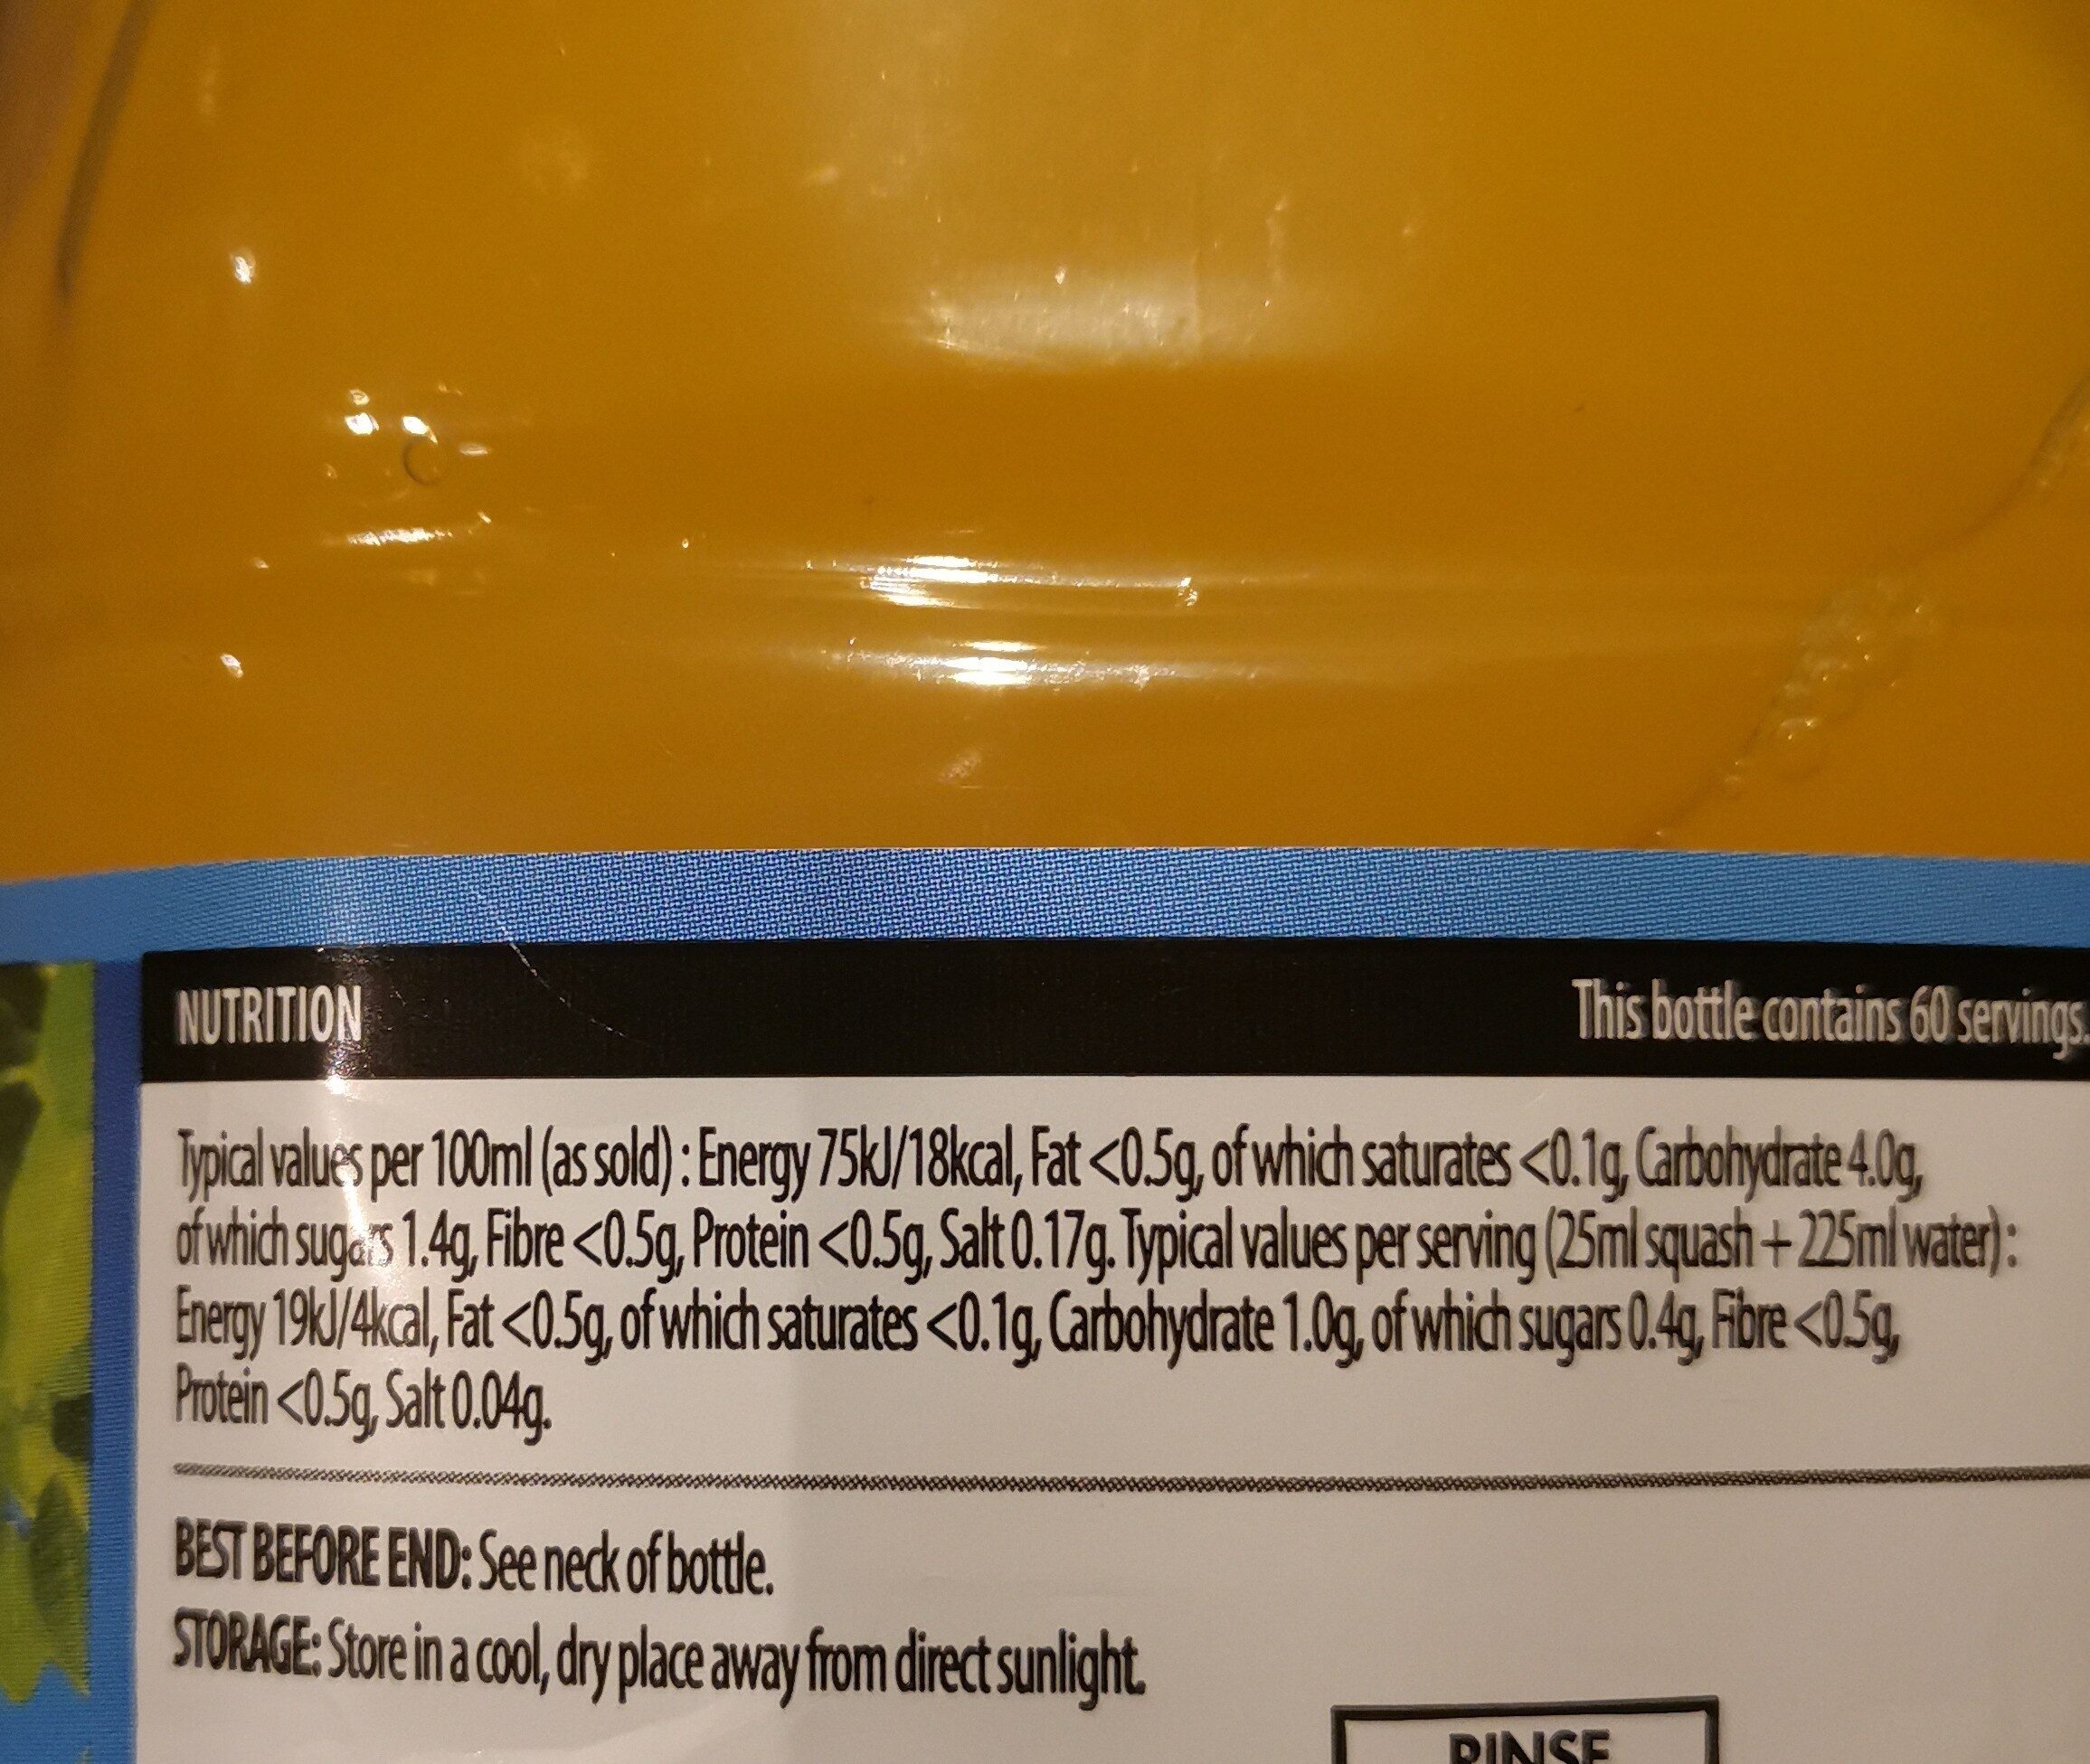 NUTRITION This bottle contains 60 servings.
Typical values per 100ml (as sold) : Energy 75kJ/18kcal, Fat <0.5g, of which saturates <0.1g, Carbohydrate 4.0g,
of which sugars 1.4g, Fibre <0.5g, Protein <0.5g, Salt 0.17g. Typical values per serving (25ml squash + 225ml water) :
Energy 19kJ/4kcal, Fat <0.5g, of which saturates <0.1g, Carbohydrate 1.0g, of which sugars 0.4g, Fibre <0.5g,
Protein <0.5g, Salt 0.04g.
BEST BEFORE END: See neck of bottle.
STORAGE: Store in a cool, dry place away from direct sunlight.
RINSE